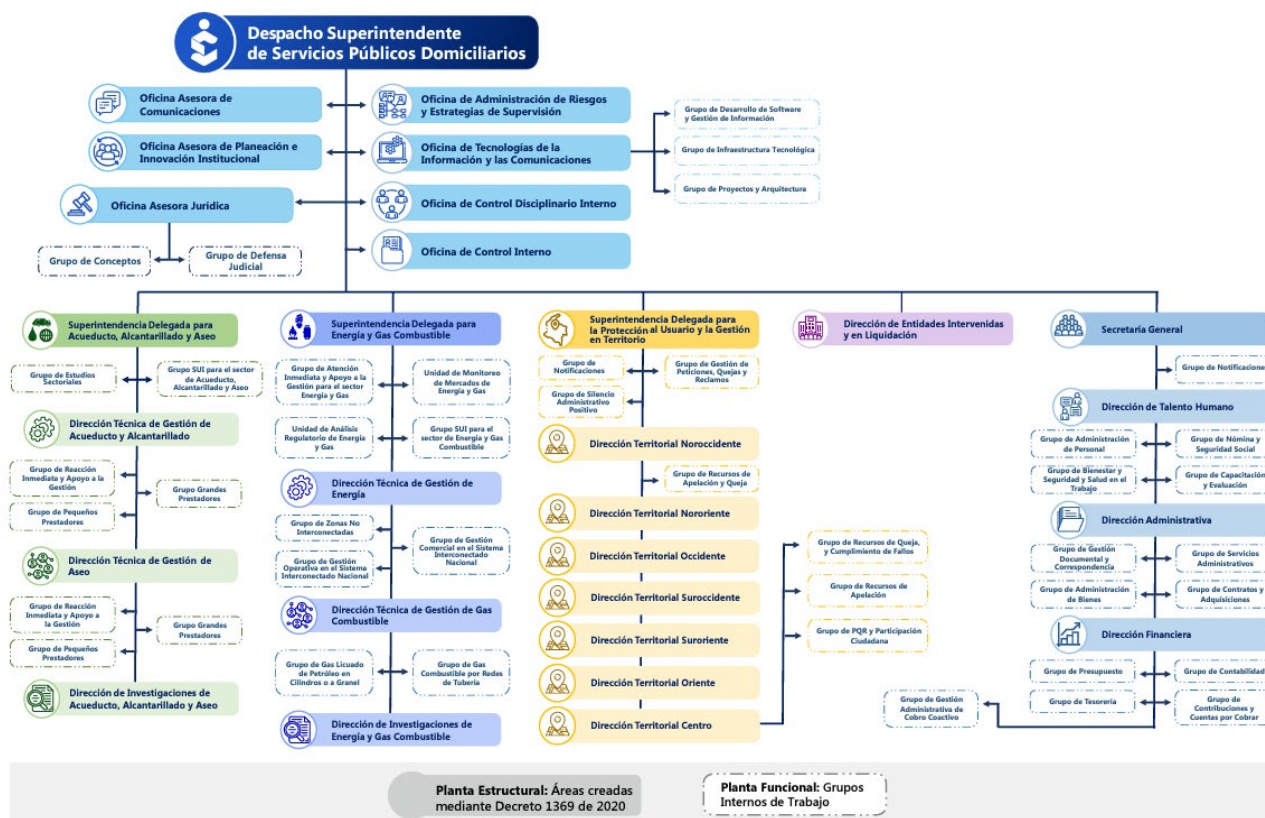 Despacho Superintendente
de Servicios Públicos Domiciliarios
Oficina Asesora de
Comunicaciones
Oficina de Administración de Riesgos
y Estrategias de Supervisión
Grupo de Desarrollo de Software
y Gestión de Información
Oficina Asesora de Planeación e
Innovación Institucional
Oficina de Tecnologías de la
Información y las Comunicaciones
Grupo de Infraestructura Tecnológica
Grupo de Proyectos y Arquitectura
Oficina Asesora Jurídica
Oficina de Control Disciplinario Interno
Grupo de Conceptos
Grupo de Defensa
Judicial
Oficina de Control Interno
Superintendencia Delegada para
Acueducto, Alcantarillado y Aseo
Grupo de Estudios
Sectoriales
Grupo SUI para el sector
de Acueducto,
Alcantarillado y Aseo
Dirección Técnica de Gestión de
Acueducto y Alcantarillado
Grupo de Reacción
Inmediata y Apoyo a la
Gestión
Grupo Grandes
Prestadores
Grupo de Pequeños
Prestadores
Dirección Técnica de Gestión de
Aseo
Grupo de Reacción
Inmediata y Apoyo a
la Gestión
Grupo Grandes
Prestadores
Grupo de Pequeños
Prestadores
Dirección de Investigaciones de
Acueducto, Alcantarillado y Aseo
Superintendencia Delegada para
Energía y Gas Combustible
Grupo de Atención
Inmediata y Apoyo a la
Gestión para el sector
Energía y Gas
Unidad de Monitoreo
de Mercados de
Energía y Gas
Unidad de Análisis
Regulatorio de Energía
y Gas
Grupo SUI para el
sector de Energía y Gas
Combustible
Dirección Técnica de Gestión de
Energía
Grupo de Zonas No
Interconectadas
Grupo de Gestión
Comercial en el Sistema
Interconectado
Nacional
Grupo de Gestión
Operativa en el Sistema
Interconectado Nacional
Dirección Técnica de Gestión de Gas
Combustible
Grupo de Gas Licuado de
Petróleo en
Cilindros o a Granel
Grupo de Gas
Combustible por Redes
de Tubería
Dirección de Investigaciones de
Energía y Gas Combustible
Superintendencia Delegada para
la Protección al Usuario y la Gestión
en Territorio
Grupo de
Notificaciones
Grupo de Gestión de
Peticiones, Quejas y
Reclamos
Grupo de Silencio
Administrativo
Positivo
Dirección Territorial Noroccidente
Grupo de Recursos de
Apelación y Queja
Dirección Territorial Nororiente
Dirección Territorial Occidente
Dirección Territorial Suroccidente
Dirección Territorial Suroriente
Dirección Territorial Oriente
Dirección Territorial Centro
Grupo de Recursos de Queja,
y Cumplimiento de Fallos
Grupo de Recursos de
Apelación
Grupo de PQR y Participación
Ciudadana
Dirección de Entidades Intervenidas
y en Liquidación
Secretaría General
Grupo de Notificacione
Dirección de Talento Humano
Grupo de Administración
de Personal
Grupo de Nómina y
Seguridad Social
Grupo de Bienestar y
Seguridad y Salud en el
Trabajo
Grupo de Capacitación
y Evaluación
Dirección Administrativa
Grupo de Gestión
Documental y
Correspondencia
Grupo de Servicios
Administrativos
Grupo de Administración
de Bienes
Grupo de Contratos y
Adquisiciones
Dirección Financiera
Grupo de Presupuesto
Grupo de Contabilidad
Grupo de Tesorería
Grupo de
Contribuciones y
Cuentas por Cobrar
Grupo de Gestión
Administrativa de
Cobro Coactivo
Planta Estructural: Áreas creadas
mediante Decreto 1369 de 2020
Planta Funcional: Grupos
Internos de Trabajo